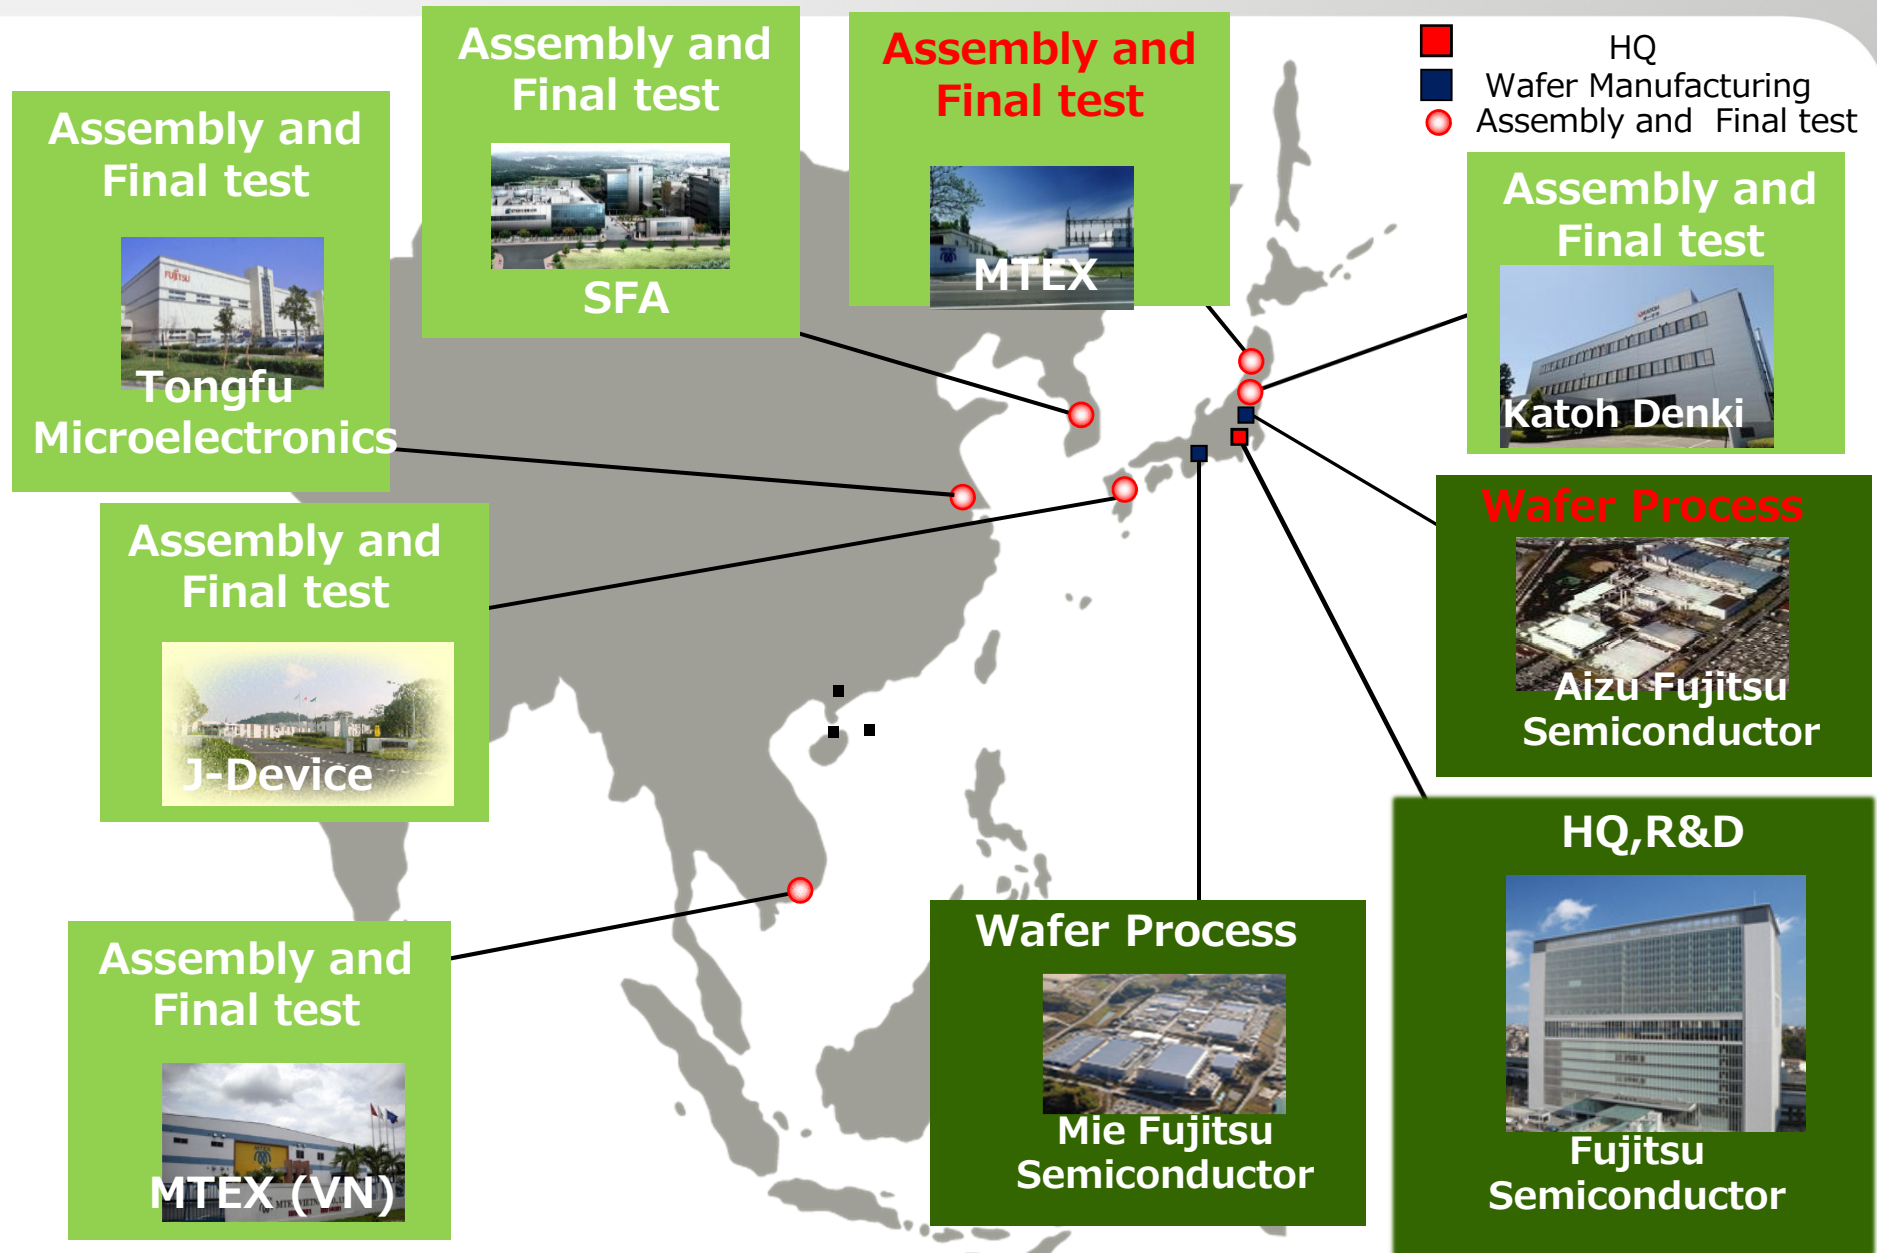 Assembly and
Final test
FUJITSU
Tongfu
Microelectronics
Assembly and
Final test
SFA
Assembly and
Final test
MTEX
HQ
Wafer Manufacturing
Assembly and Final test
Assembly and
Final test
KATOH
Katoh Denki
Assembly and
Final test
J-Device
Wafer Process
Aizu Fujitsu
Semiconductor
Assembly and
Final test
MTEX (VN)
Wafer Process
Mie Fujitsu
Semiconductor
HQ,R&D
Fujitsu
Semiconductor